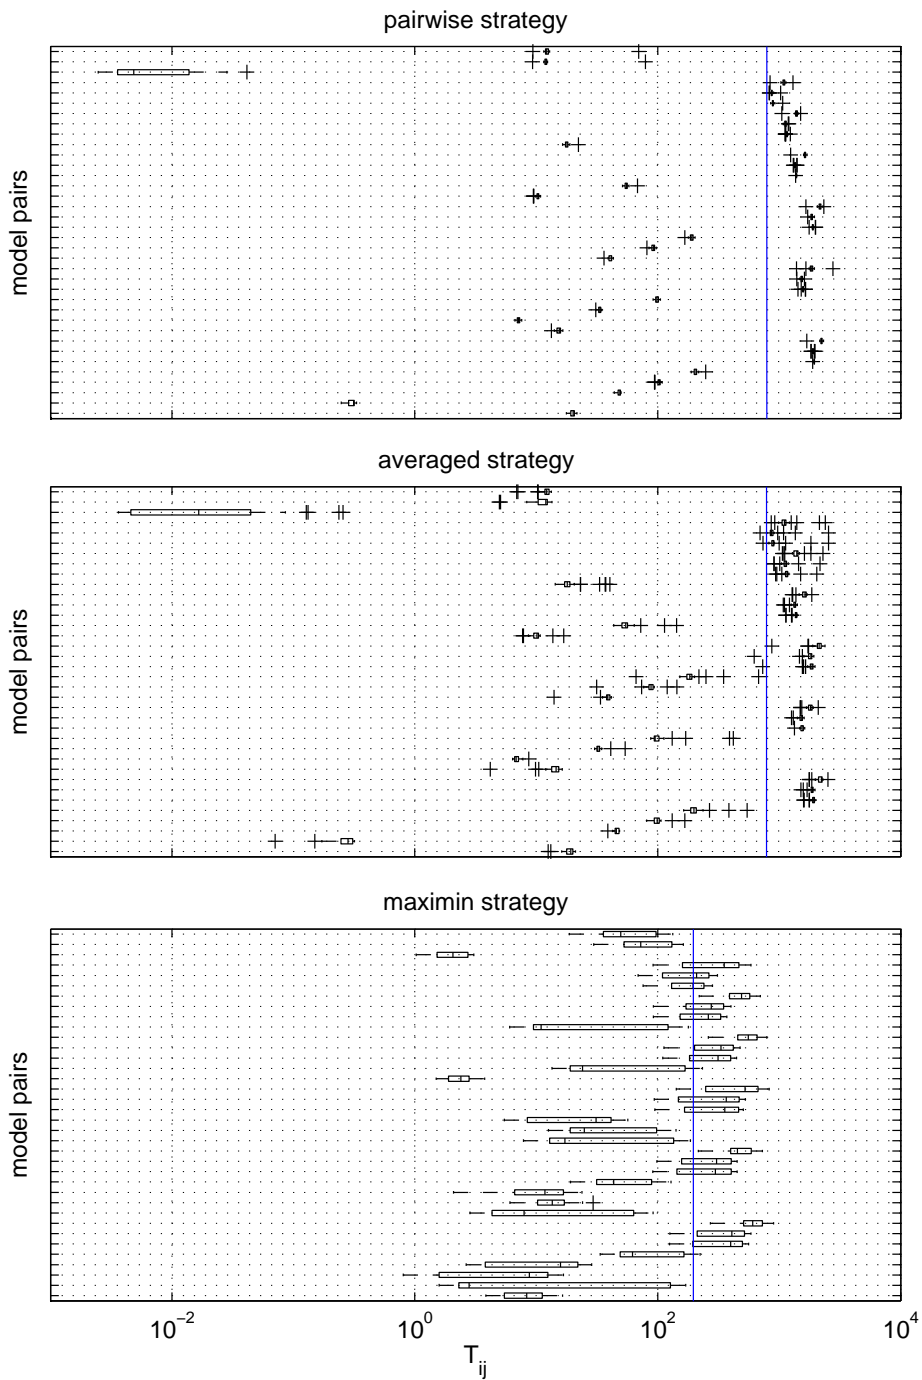 pairwise strategy
model pairs
averaged strategy
model pairs
maximin strategy
model pairs
10^−2 10^0 10^2 10^4
T_ij